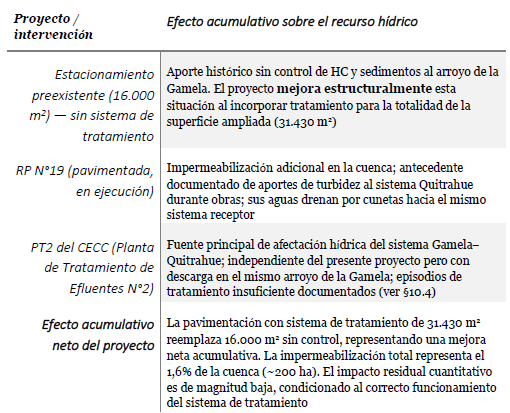 Proyecto / Efecto acumulativo sobre el recurso hídrico
intervención
Estacionamiento
preexistente (16.000
m²) — sin sistema de
tratamiento
Aporte histórico sin control de HC y sedimentos al arroyo de la
Gamela. El proyecto mejora estructuralmente esta
situación al incorporar tratamiento para la totalidad de la
superficie ampliada (31.430 m²)
RP N°19 (pavimentada,
en ejecución)
Impermeabilización adicional en la cuenca; antecedente
documentado de aportes de turbidez al sistema Quitrahue
durante obras; sus aguas drenan por cunetas hacia el mismo
sistema receptor
PT2 del CECC (Planta
de Tratamiento de
Efluentes N°2)
Fuente principal de afectación hídrica del sistema Gamela–
Quitrahue; independiente del presente proyecto pero con
descarga en el mismo arroyo de la Gamela; episodios de
tratamiento insuficiente documentados (ver §10.4)
Efecto acumulativo
neto del proyecto
La pavimentación con sistema de tratamiento de 31.430 m²
reemplaza 16.000 m² sin control, representando una mejora
neta acumulativa. La impermeabilización total representa el
1,6% de la cuenca (~200 ha). El impacto residual cuantitativo
es de magnitud baja, condicionado al correcto funcionamiento
del sistema de tratamiento